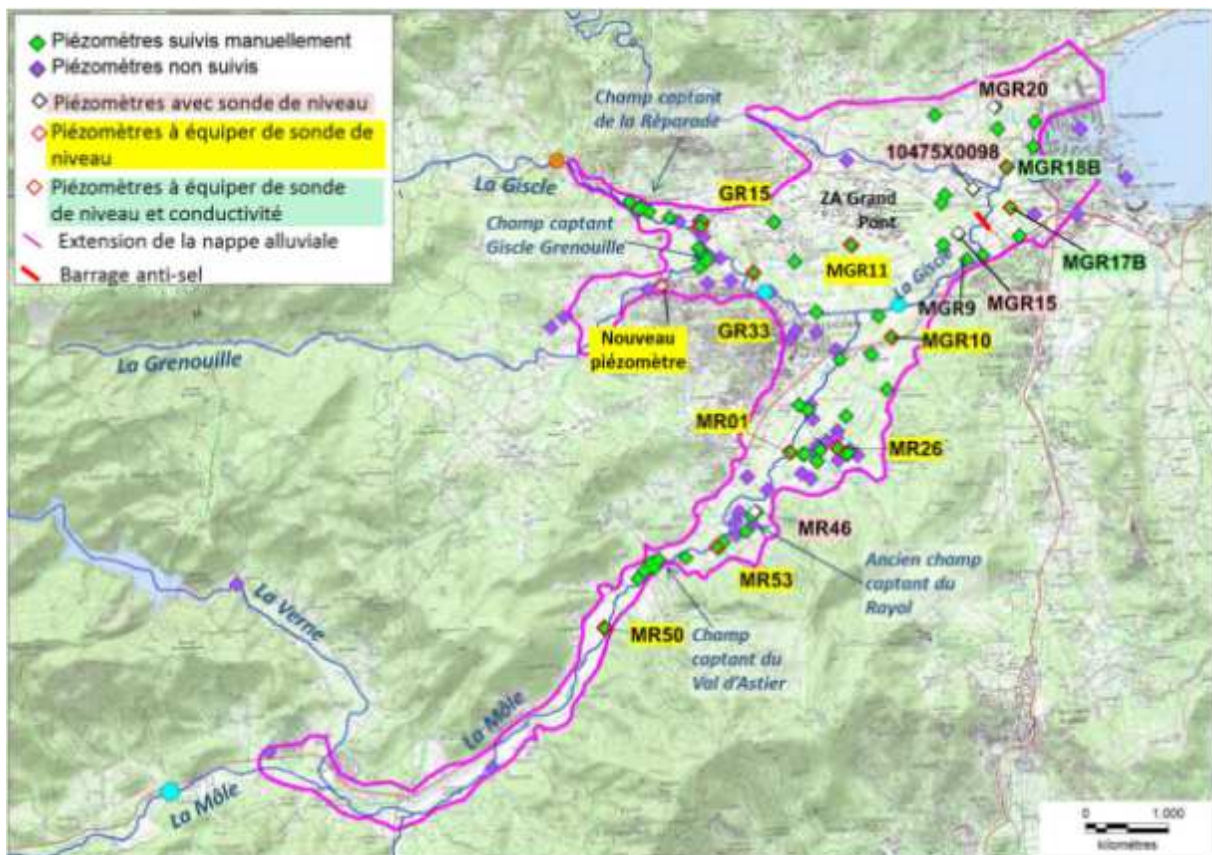 Piézomètres suivis manuellement
Piézomètres non suivis
Piézomètres avec sonde de niveau
Piézomètres à équiper de sonde de
niveau
Piézomètres à équiper de sonde
de niveau et conductivité
Extension de la nappe alluviale
Barrage anti-sel
Champ captant
de la Réparade
MGR20
10475X0098
MGR18B
La Giscle
GR15
ZA Grand
Pont
Champ captant
Giscle Grenouille
MGR11
MGR17B
La Giscle
MGR9
MGR15
GR33
MGR10
Nouveau
piézomètre
La Grenouille
MR01
MR26
MR46
Ancien champ
captant du
Rayol
MR53
La Verne
MR50
Champ
captant du
Val d'Astier
La Môle
La Môle
0 1.000
kilomètres